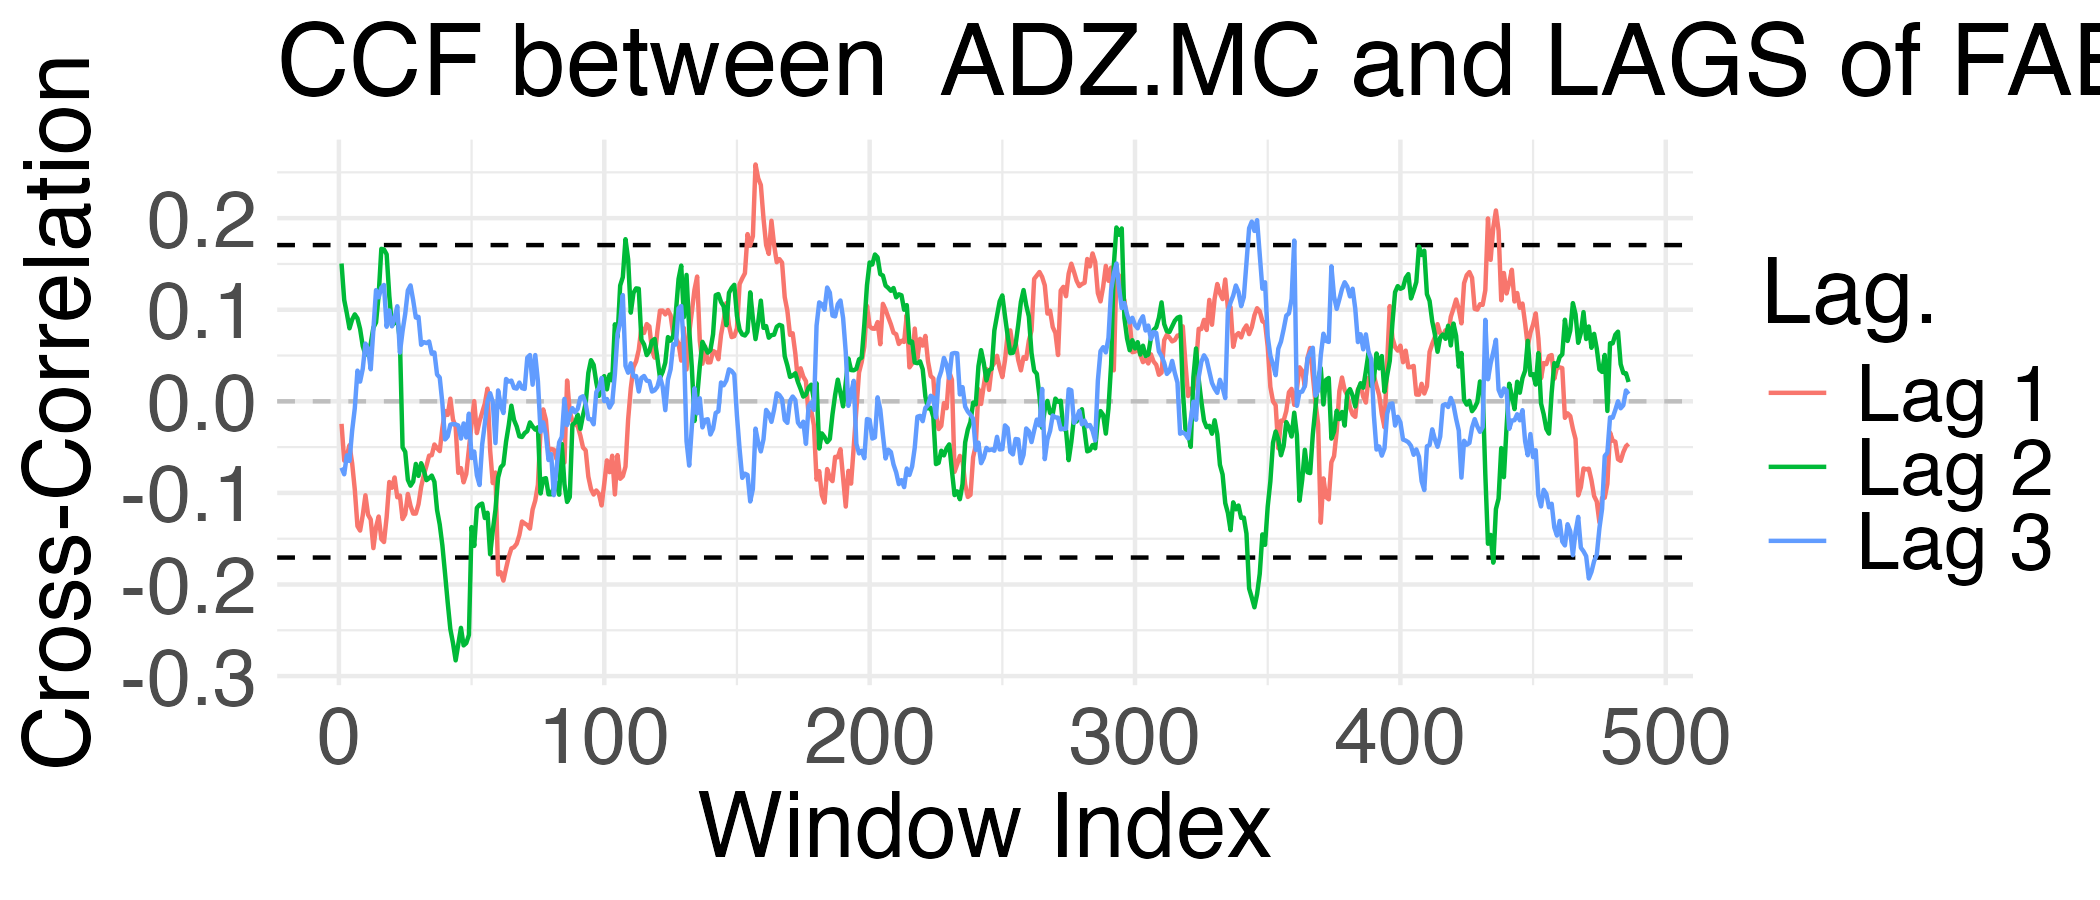 CCF between  ADZ.MC and LAGS of FAE
Cross-Correlation
0.2
0.1
0.0
-0.1
-0.2
-0.3
0 100 200 300 400 500
Window Index
Lag.
Lag 1
Lag 2
Lag 3